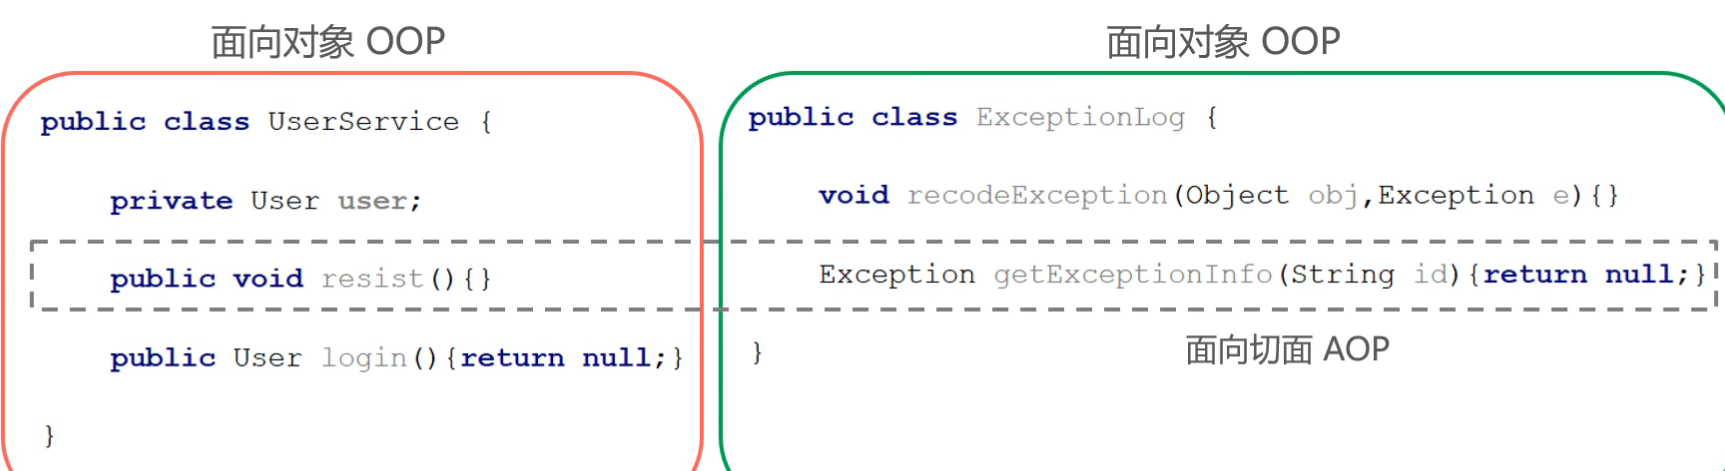 面向对象 OOP
public class UserService {
private User user;
public void resist(){}
public User login(){return null;}
}
面向对象 OOP
public class ExceptionLog {
void recodeException(Object obj,Exception e){}
Exception getExceptionInfo(String id){return null;}
}
面向切面 AOP